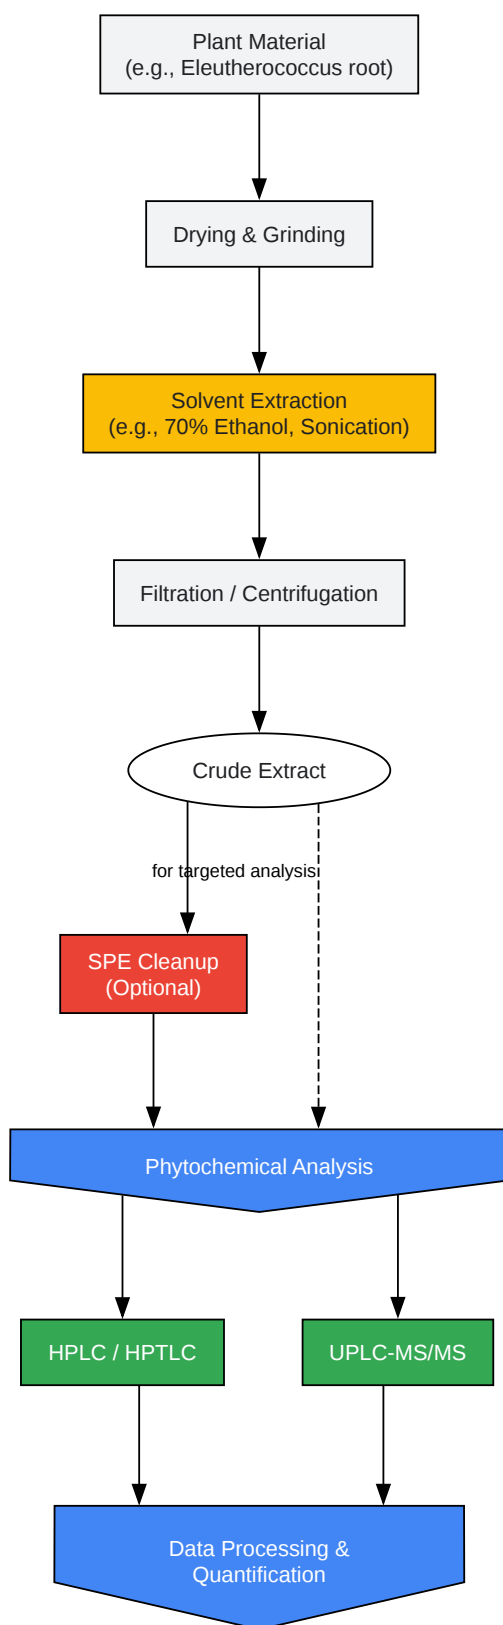 Plant Material
(e.g., Eleutherococcus root)
Drying & Grinding
Solvent Extraction
(e.g., 70% Ethanol, Sonication)
Filtration / Centrifugation
Crude Extract
for targeted analysis
SPE Cleanup
(Optional)
Phytochemical Analysis
HPLC / HPTLC
UPLC-MS/MS
Data Processing &
Quantification